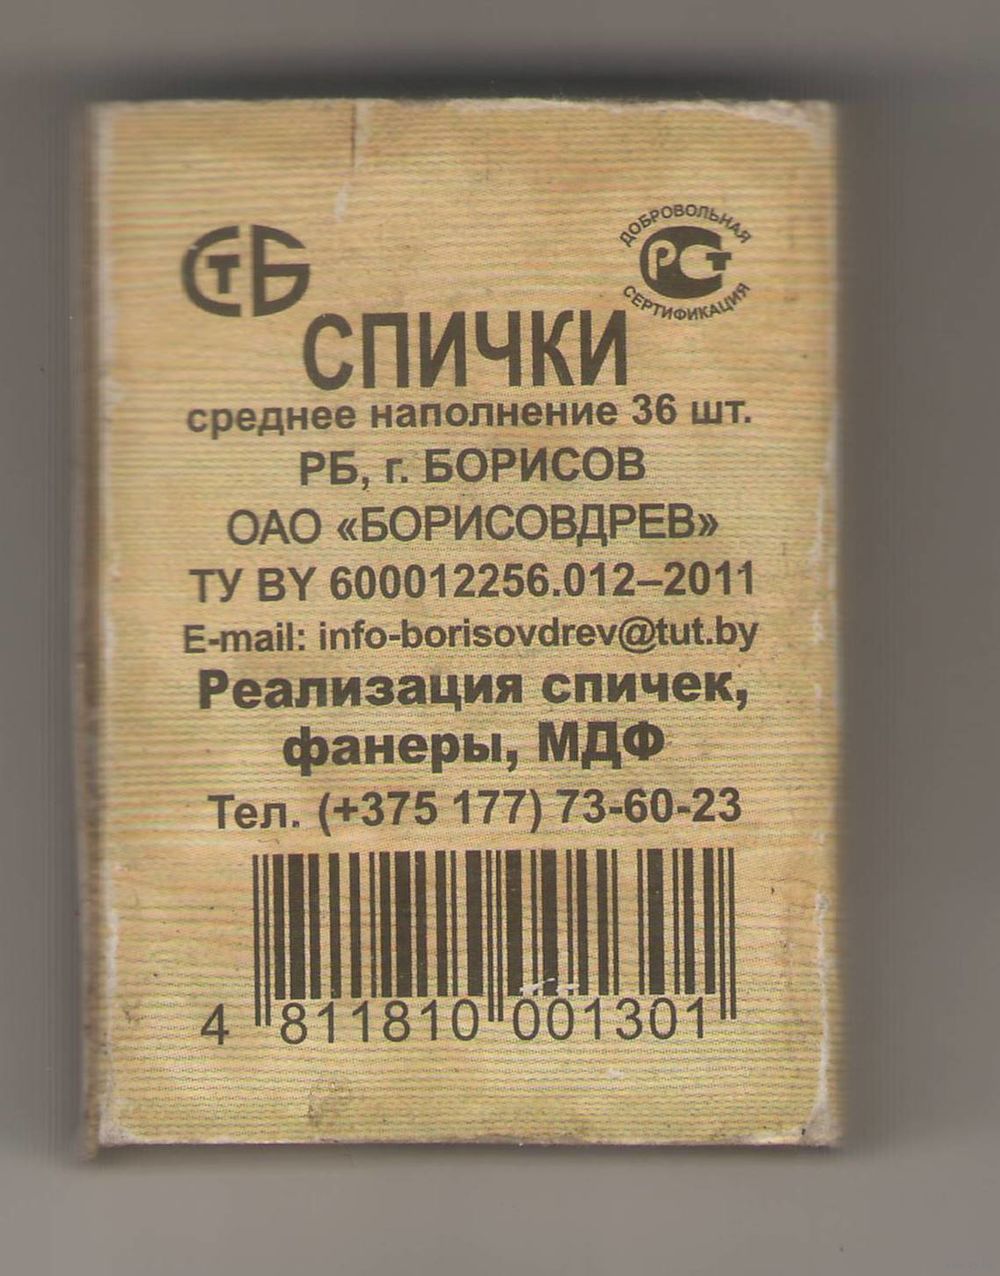 СТБ
ДОБРОВОЛЬНАЯ
РСТ
СЕРТИФИКАЦИЯ
СПИЧКИ
среднее наполнение 36 шт.
РБ, г. БОРИСОВ
ОАО «БОРИСОВДРЕВ»
ТУ BY 600012256.012–2011
E-mail: info-borisovdrev@tut.by
Реализация спичек,
фанеры, МДФ
Тел. (+375 177) 73-60-23
4 811810 001301